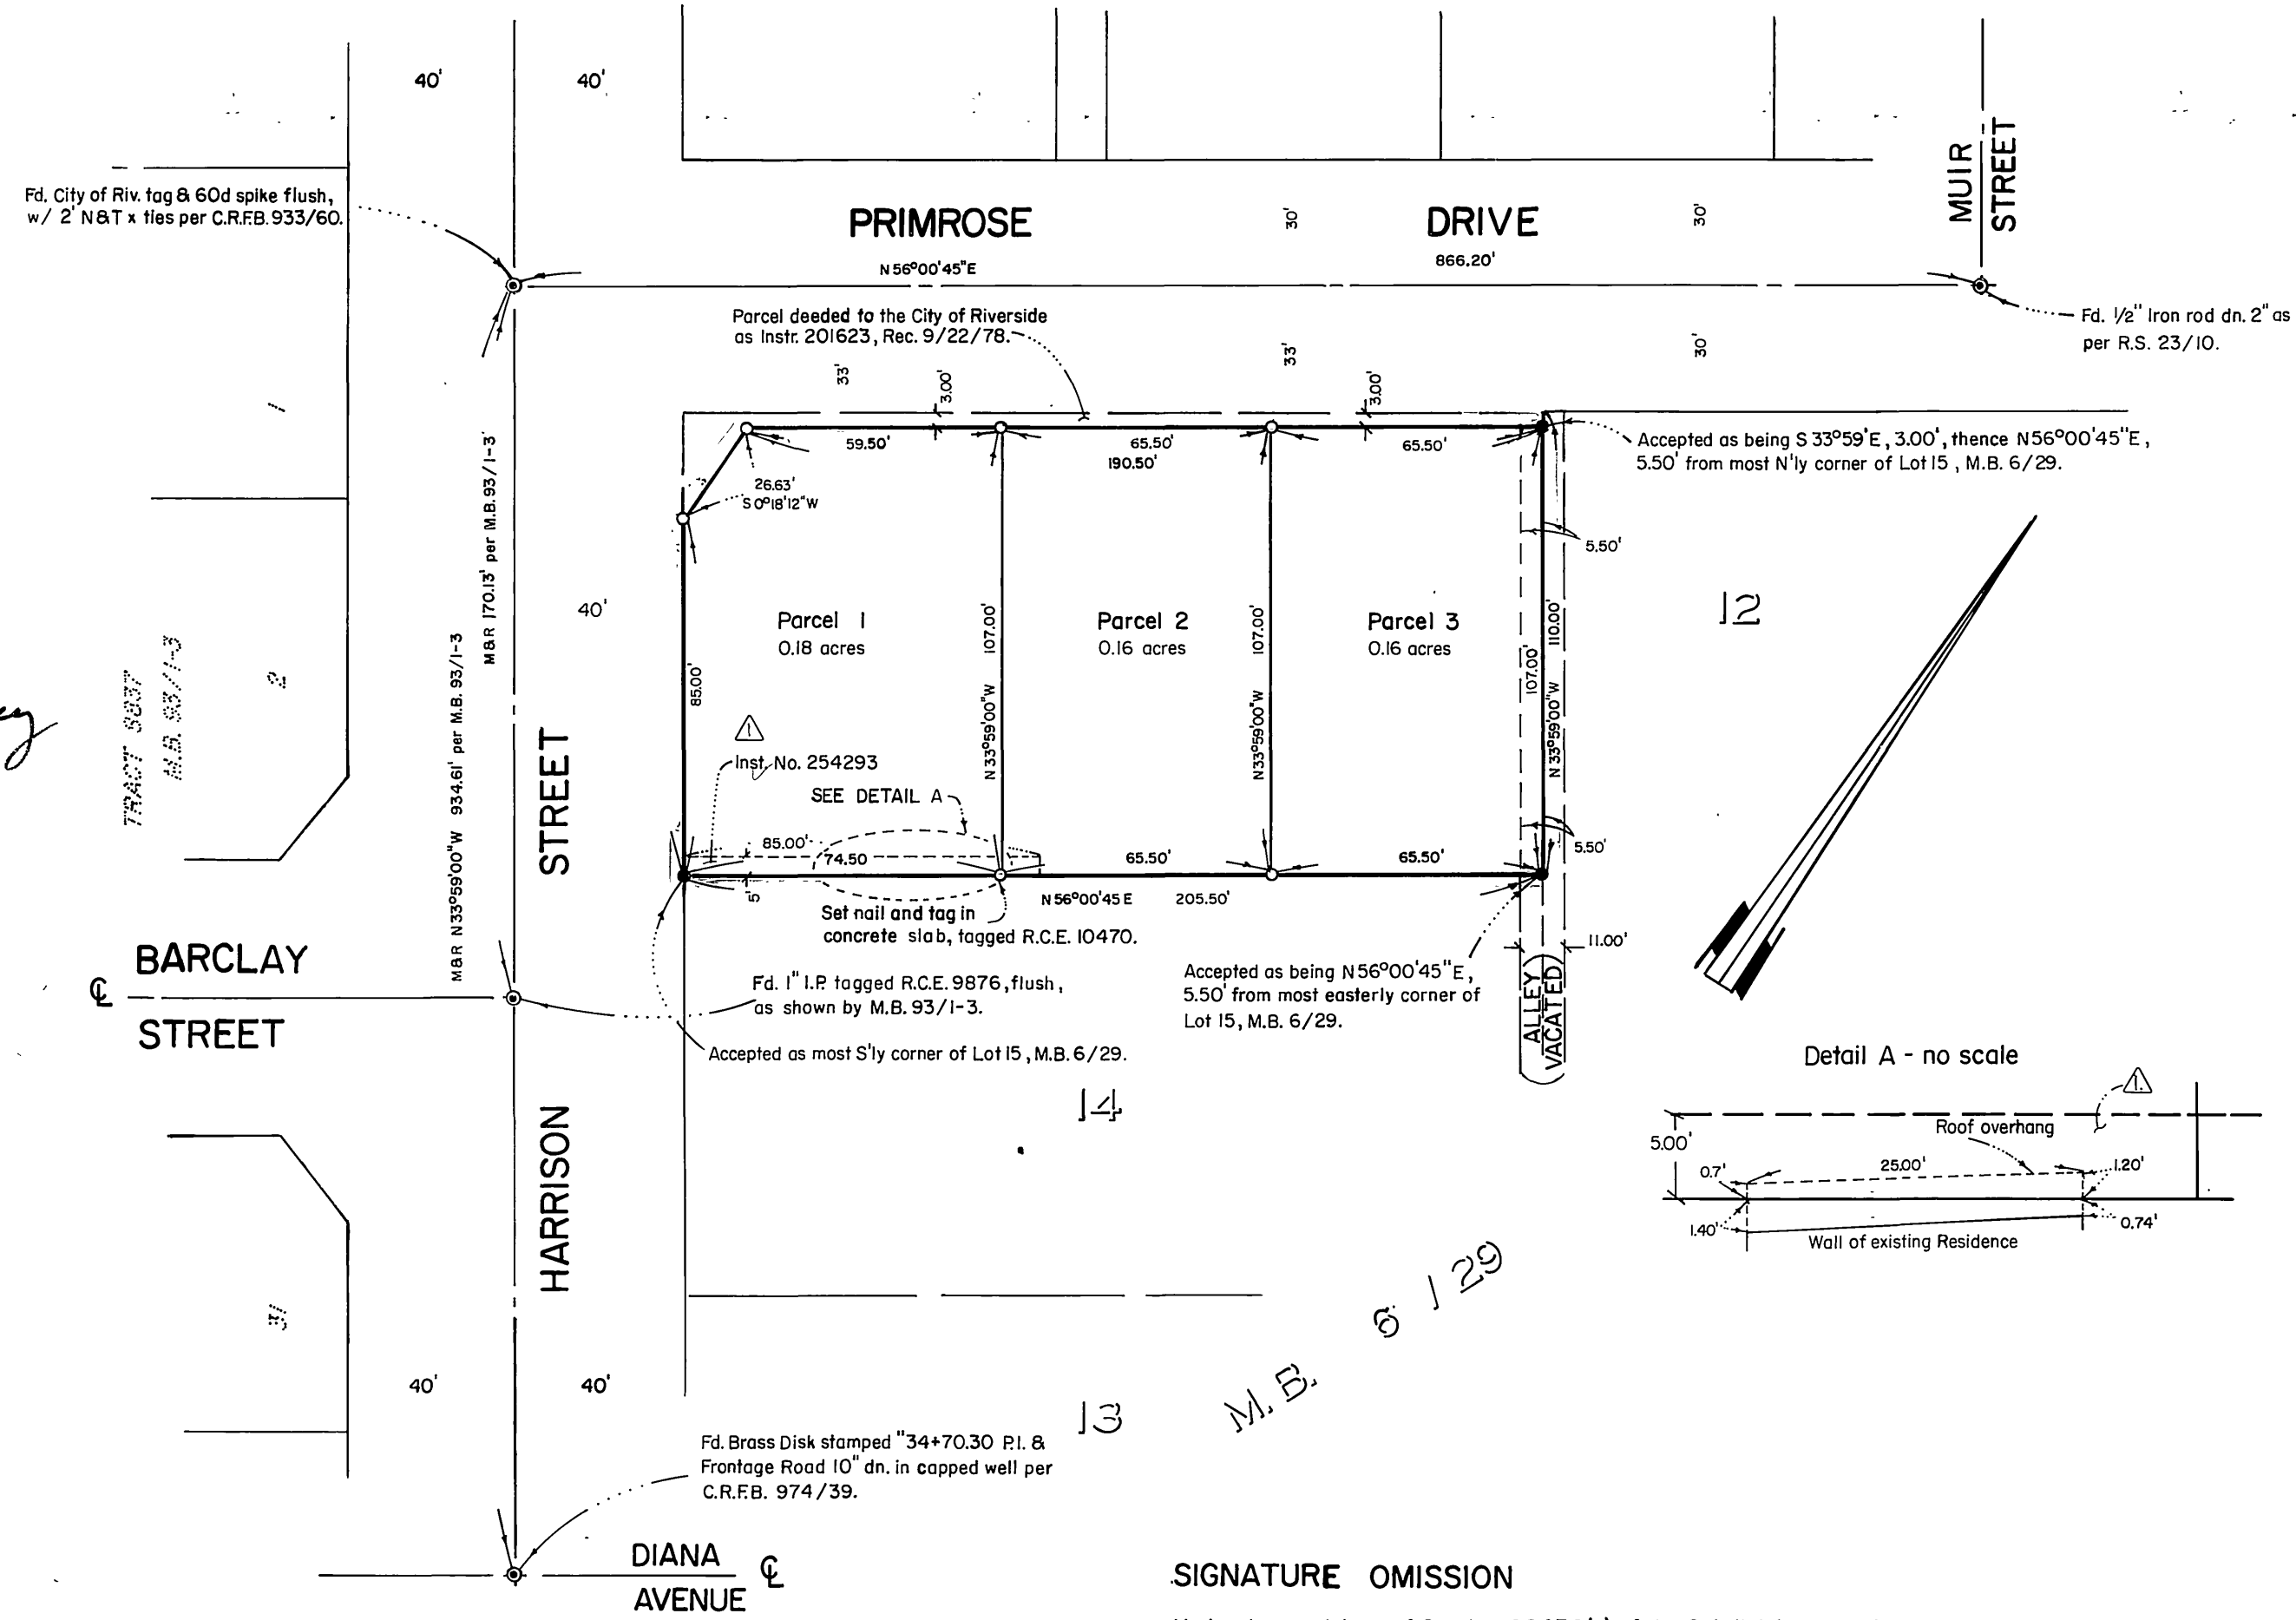 40'
40'
MUIR
STREET
Fd. City of Riv. tag & 60d spike flush,
w/ 2' N&T x ties per C.R.F.B. 933/60.
PRIMROSE DRIVE
30'
30'
N 56°00'45"E
866.20'
Parcel deeded to the City of Riverside
as Instr. 201623, Rec. 9/22/78.
Fd. 1/2" Iron rod dn. 2" as
per R.S. 23/10.
33'
3.00'
33'
3.00'
30'
1
59.50'
65.50'
190.50'
65.50'
Accepted as being S 33°59'E, 3.00', thence N56°00'45"E,
5.50' from most N'ly corner of Lot 15, M.B. 6/29.
26.63'
S 0°18'12"W
M&R 170.13' per M.B. 93/1-3'
5.50'
40'
Parcel 1
0.18 acres
Parcel 2
0.16 acres
Parcel 3
0.16 acres
12
107.00'
N 33°59'00"W
107.00'
N33°59'00"W
107.00'
110.00'
N 33°59'00"W
85.00'
2
TRACT
M.B. 93/1-3
M&R N33°59'00"W 934.61' per M.B. 93/1-3
STREET
1
Inst. No. 254293
SEE DETAIL A
85.00'
74.50
65.50'
65.50'
5.50'
5'
N 56°00'45 E
205.50'
Set nail and tag in
concrete slab, tagged R.C.E. 10470.
11.00'
BARCLAY
℄
STREET
Fd. 1" I.P. tagged R.C.E. 9876, flush,
as shown by M.B. 93/1-3.
Accepted as being N56°00'45"E,
5.50' from most easterly corner of
Lot 15, M.B. 6/29.
ALLEY
VACATED
Accepted as most S'ly corner of Lot 15, M.B. 6/29.
Detail A - no scale
14
1.
Roof overhang
5.00'
0.7'
25.00'
1.20'
1.40'
0.74'
Wall of existing Residence
HARRISON
M.B. 6/29
40'
40'
13
Fd. Brass Disk stamped "34+70.30 P.I. &
Frontage Road 10" dn. in capped well per
C.R.F.B. 974/39.
DIANA ℄
AVENUE
SIGNATURE OMISSION